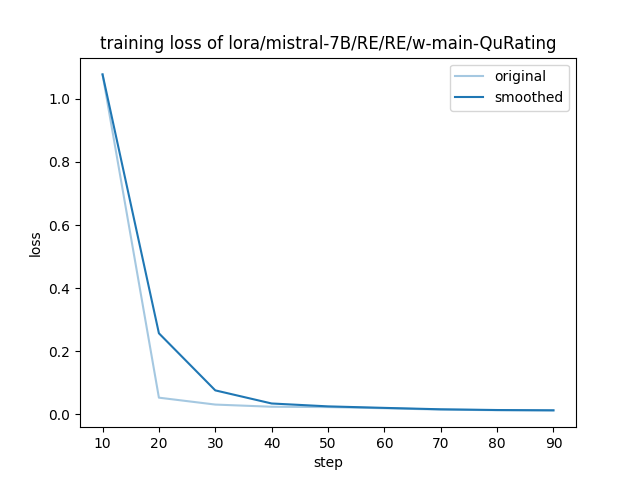 training loss of lora/mistral-7B/RE/RE/w-main-QuRating
original
smoothed
1.0
0.8
0.6
0.4
0.2
0.0
loss
10 20 30 40 50 60 70 80 90
step